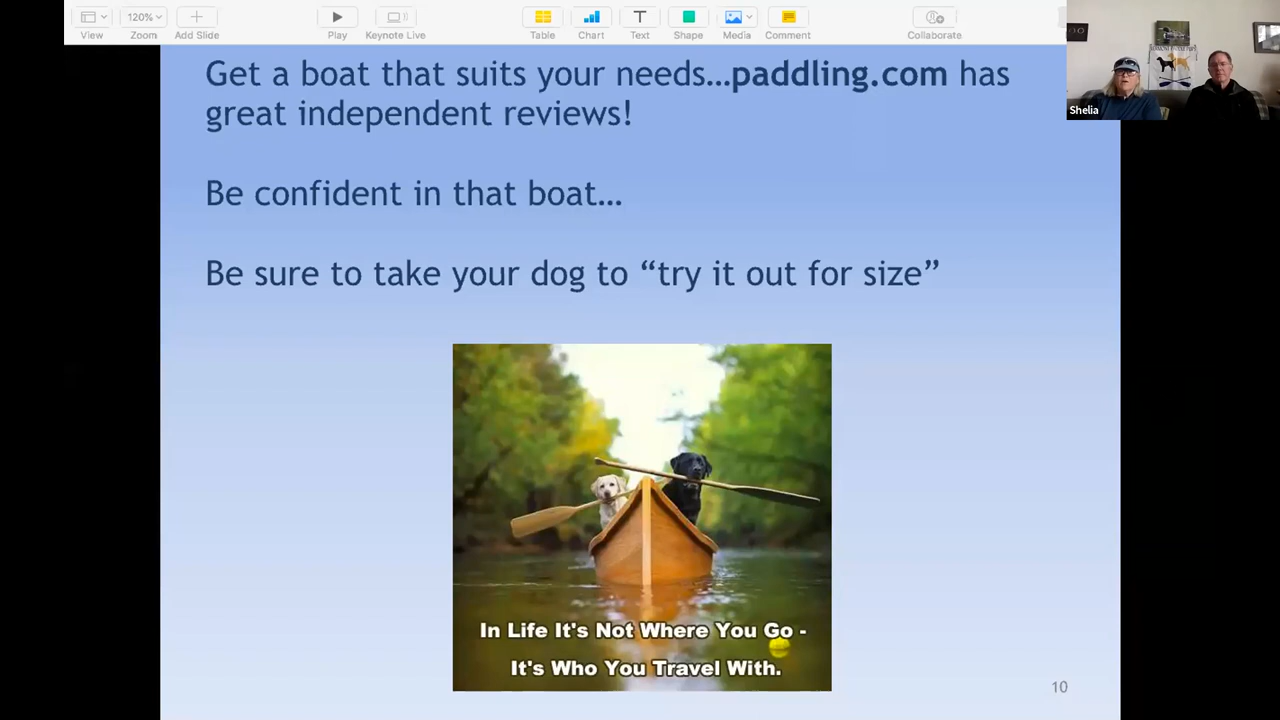 120%
View
Zoom
Add Slide
Play
Keynote Live
Table
Chart
Text
Shape
Media
Comment
Collaborate
Shelia
Get a boat that suits your needs…paddling.com has
great independent reviews!
Be confident in that boat…
Be sure to take your dog to “try it out for size”
In Life It's Not Where You Go -
It's Who You Travel With.
10